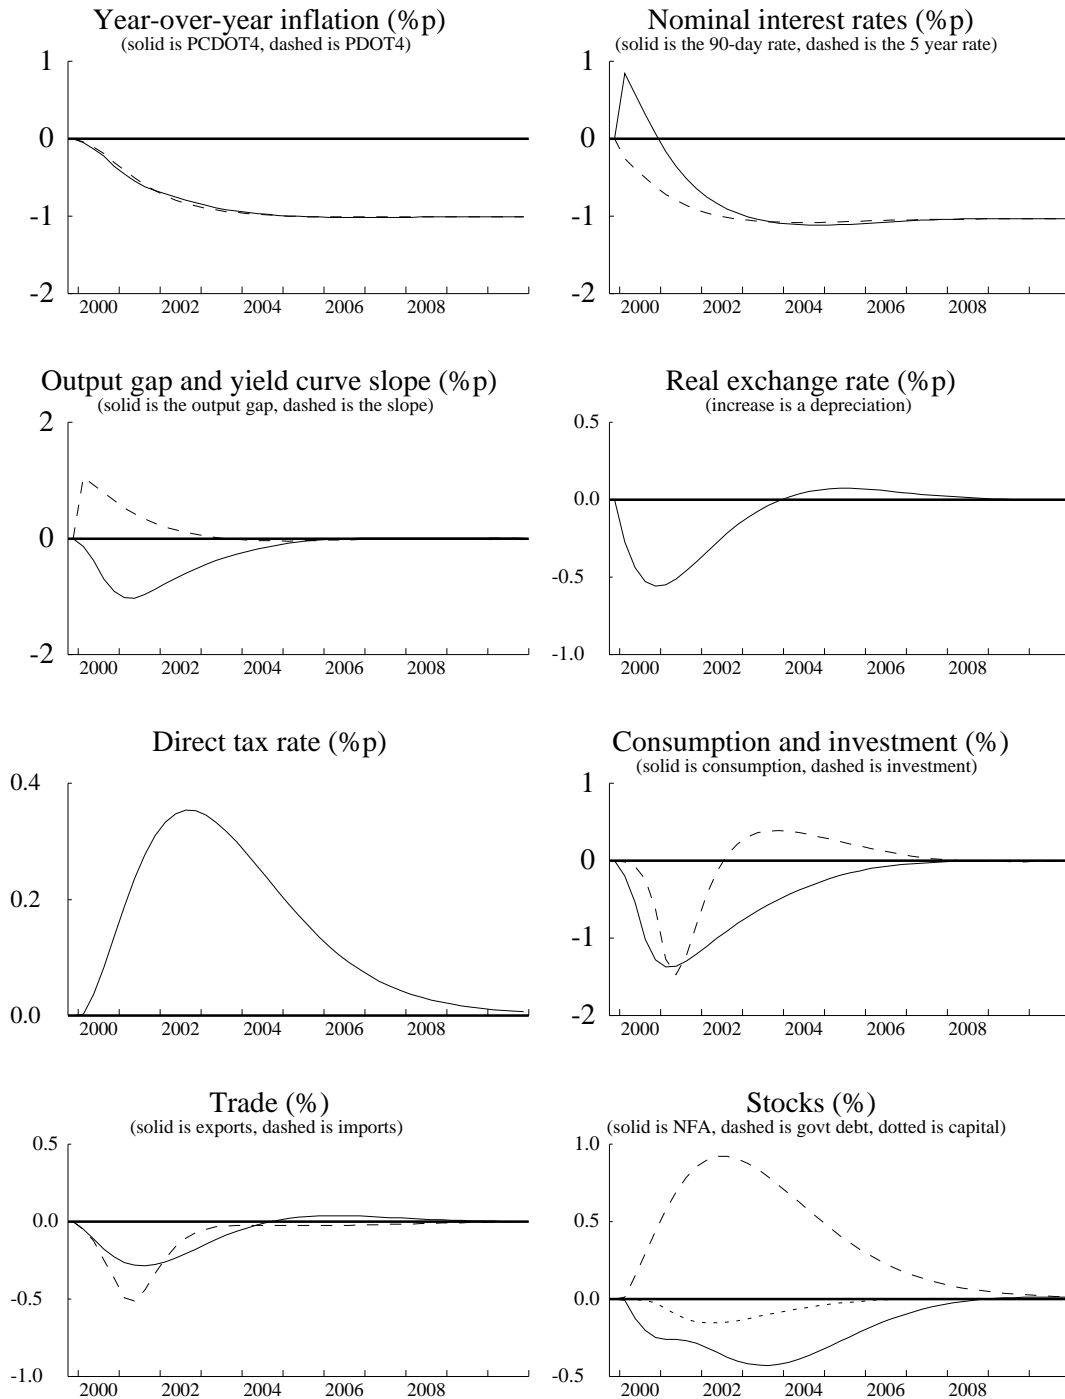 Year-over-year inflation (%p)
(solid is PCDOT4, dashed is PDOT4)
1
0
-1
-2
2000 2002 2004 2006 2008
Nominal interest rates (%p)
(solid is the 90-day rate, dashed is the 5 year rate)
1
0
-1
-2
2000 2002 2004 2006 2008
Output gap and yield curve slope (%p)
(solid is the output gap, dashed is the slope)
2
0
-2
2000 2002 2004 2006 2008
Real exchange rate (%p)
(increase is a depreciation)
0.5
0.0
-0.5
-1.0
2000 2002 2004 2006 2008
Direct tax rate (%p)
0.4
0.2
0.0
2000 2002 2004 2006 2008
Consumption and investment (%)
(solid is consumption, dashed is investment)
1
0
-1
-2
2000 2002 2004 2006 2008
Trade (%)
(solid is exports, dashed is imports)
0.5
0.0
-0.5
-1.0
2000 2002 2004 2006 2008
Stocks (%)
(solid is NFA, dashed is govt debt, dotted is capital)
1.0
0.5
0.0
-0.5
2000 2002 2004 2006 2008